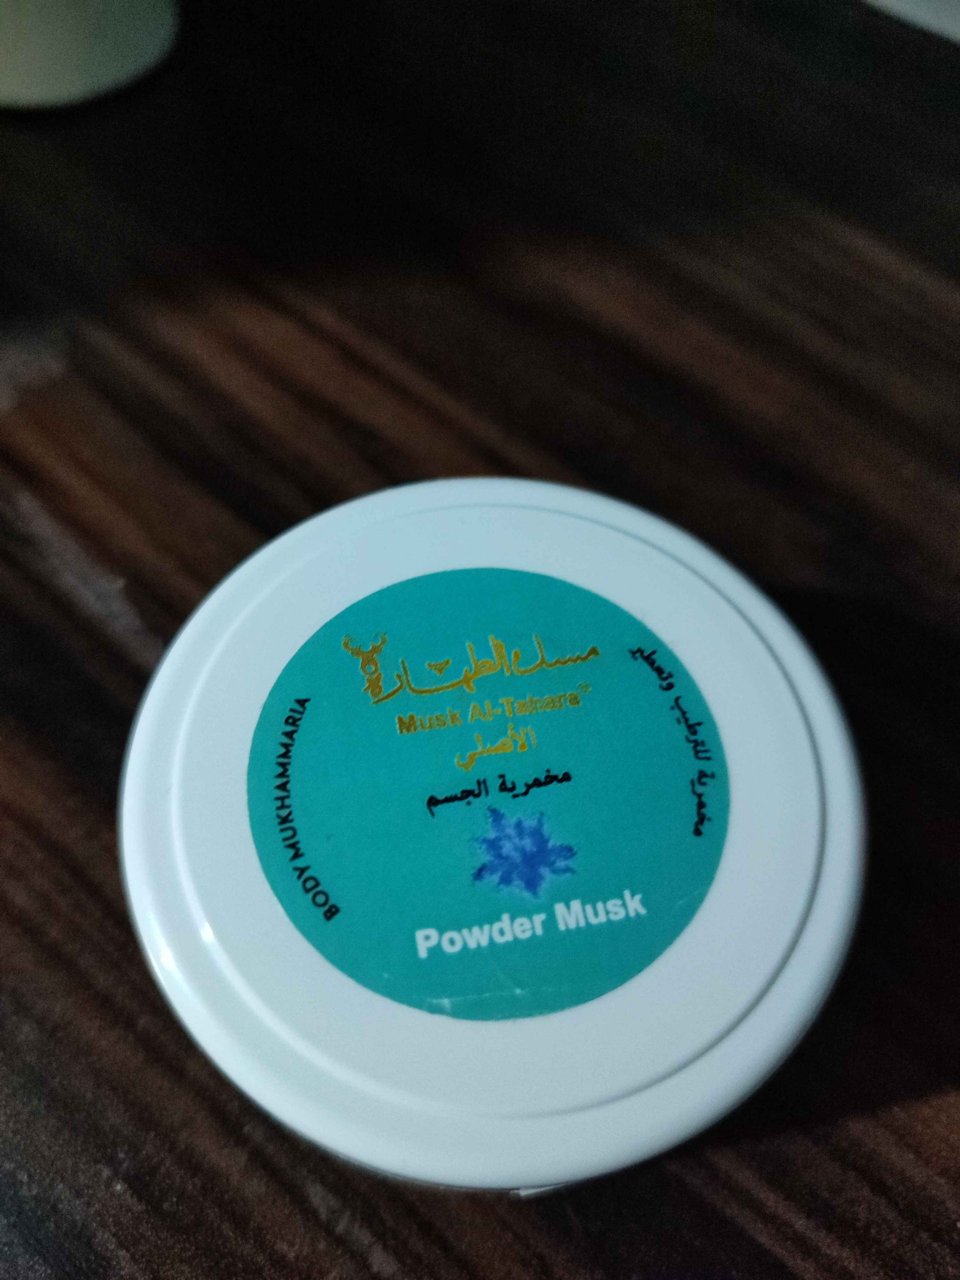 مسك الطهارة
Musk Al-Tahara®
الأصلي
مخمرية الجسم
Powder Musk
BODY MUKHAMMARIA
مخمرية للترطيب وتعطير